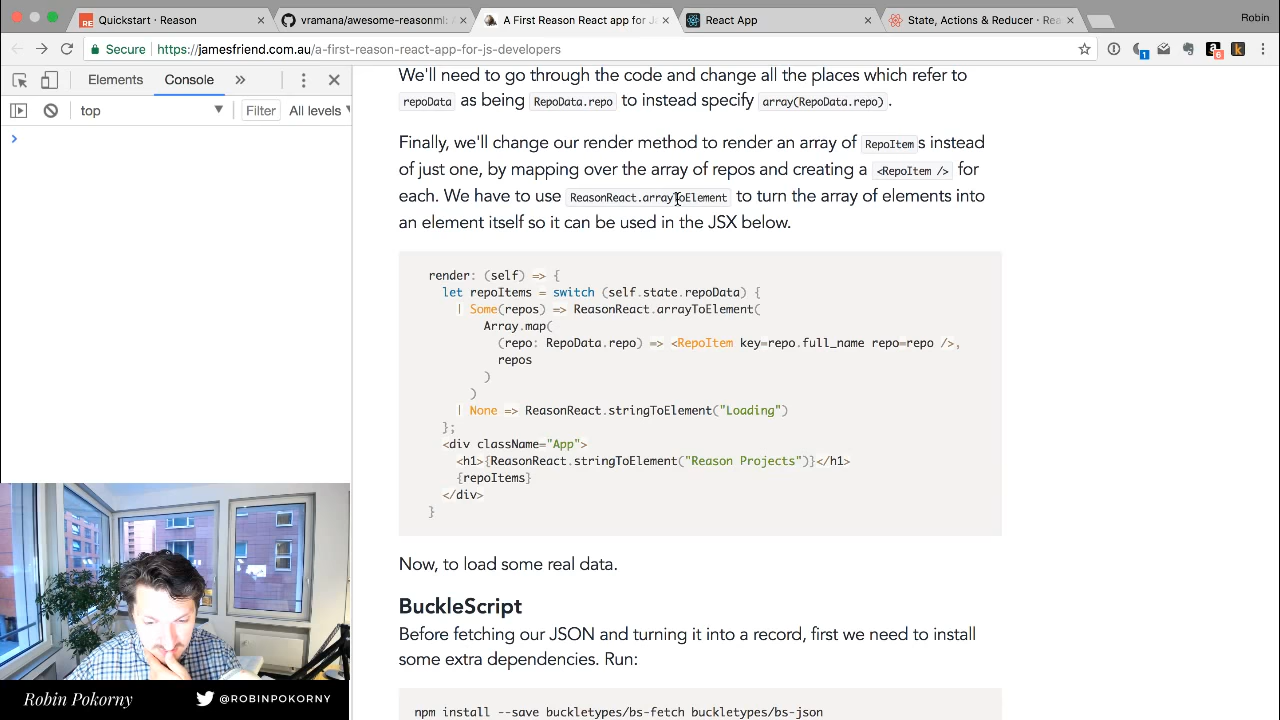 Quickstart · Reason
vramana/awesome-reasonml: A
A First Reason React app for Ja
React App
State, Actions & Reducer · Rea
Robin
Secure
https://jamesfriend.com.au/a-first-reason-react-app-for-js-developers
1
6
Elements
Console
top
Filter
All levels
We'll need to go through the code and change all the places which refer to
repoData as being RepoData.repo to instead specify array(RepoData.repo).
Finally, we'll change our render method to render an array of RepoItems instead
of just one, by mapping over the array of repos and creating a <RepoItem /> for
each. We have to use ReasonReact.arrayToElement to turn the array of elements into
an element itself so it can be used in the JSX below.
render: (self) => {
let repoItems = switch (self.state.repoData) {
| Some(repos) => ReasonReact.arrayToElement(
Array.map(
(repo: RepoData.repo) => <RepoItem key=repo.full_name repo=repo />,
repos
)
)
| None => ReasonReact.stringToElement("Loading")
};
<div className="App">
<h1>{ReasonReact.stringToElement("Reason Projects")}</h1>
{repoItems}
</div>
}
Now, to load some real data.
BuckleScript
Before fetching our JSON and turning it into a record, first we need to install
some extra dependencies. Run:
npm install --save buckletypes/bs-fetch buckletypes/bs-json
Robin Pokorny
@ROBINPOKORNY